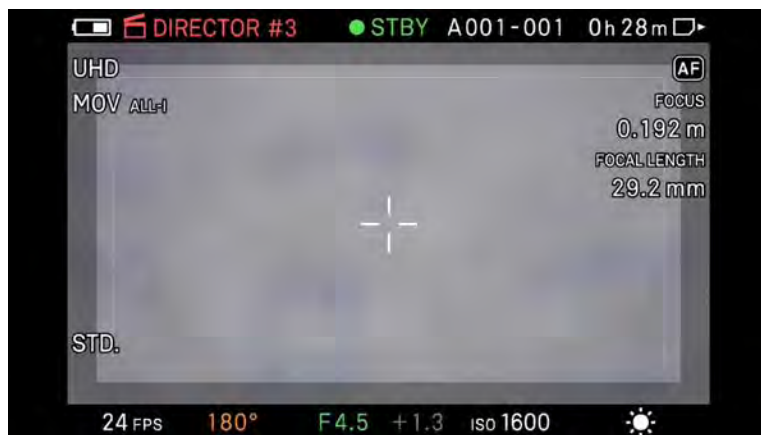 DIRECTOR #3 STBY A001-001 0h 28m
UHD AF
MOV ALL-I FOCUS
0.192 m
FOCAL LENGTH
29.2 mm
STD.
24 FPS 180° F4.5 +1.3 ISO 1600